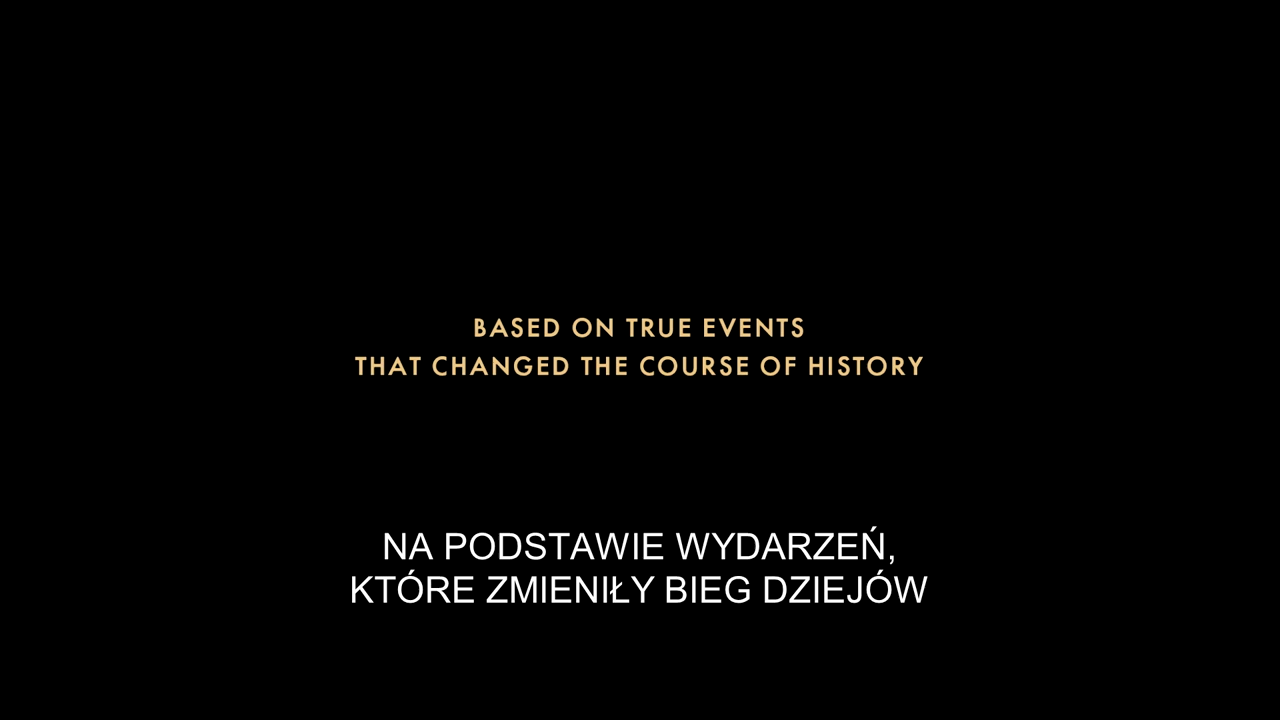 BASED ON TRUE EVENTS
THAT CHANGED THE COURSE OF HISTORY
NA PODSTAWIE WYDARZEŃ,
KTÓRE ZMIENIŁY BIEG DZIEJÓW